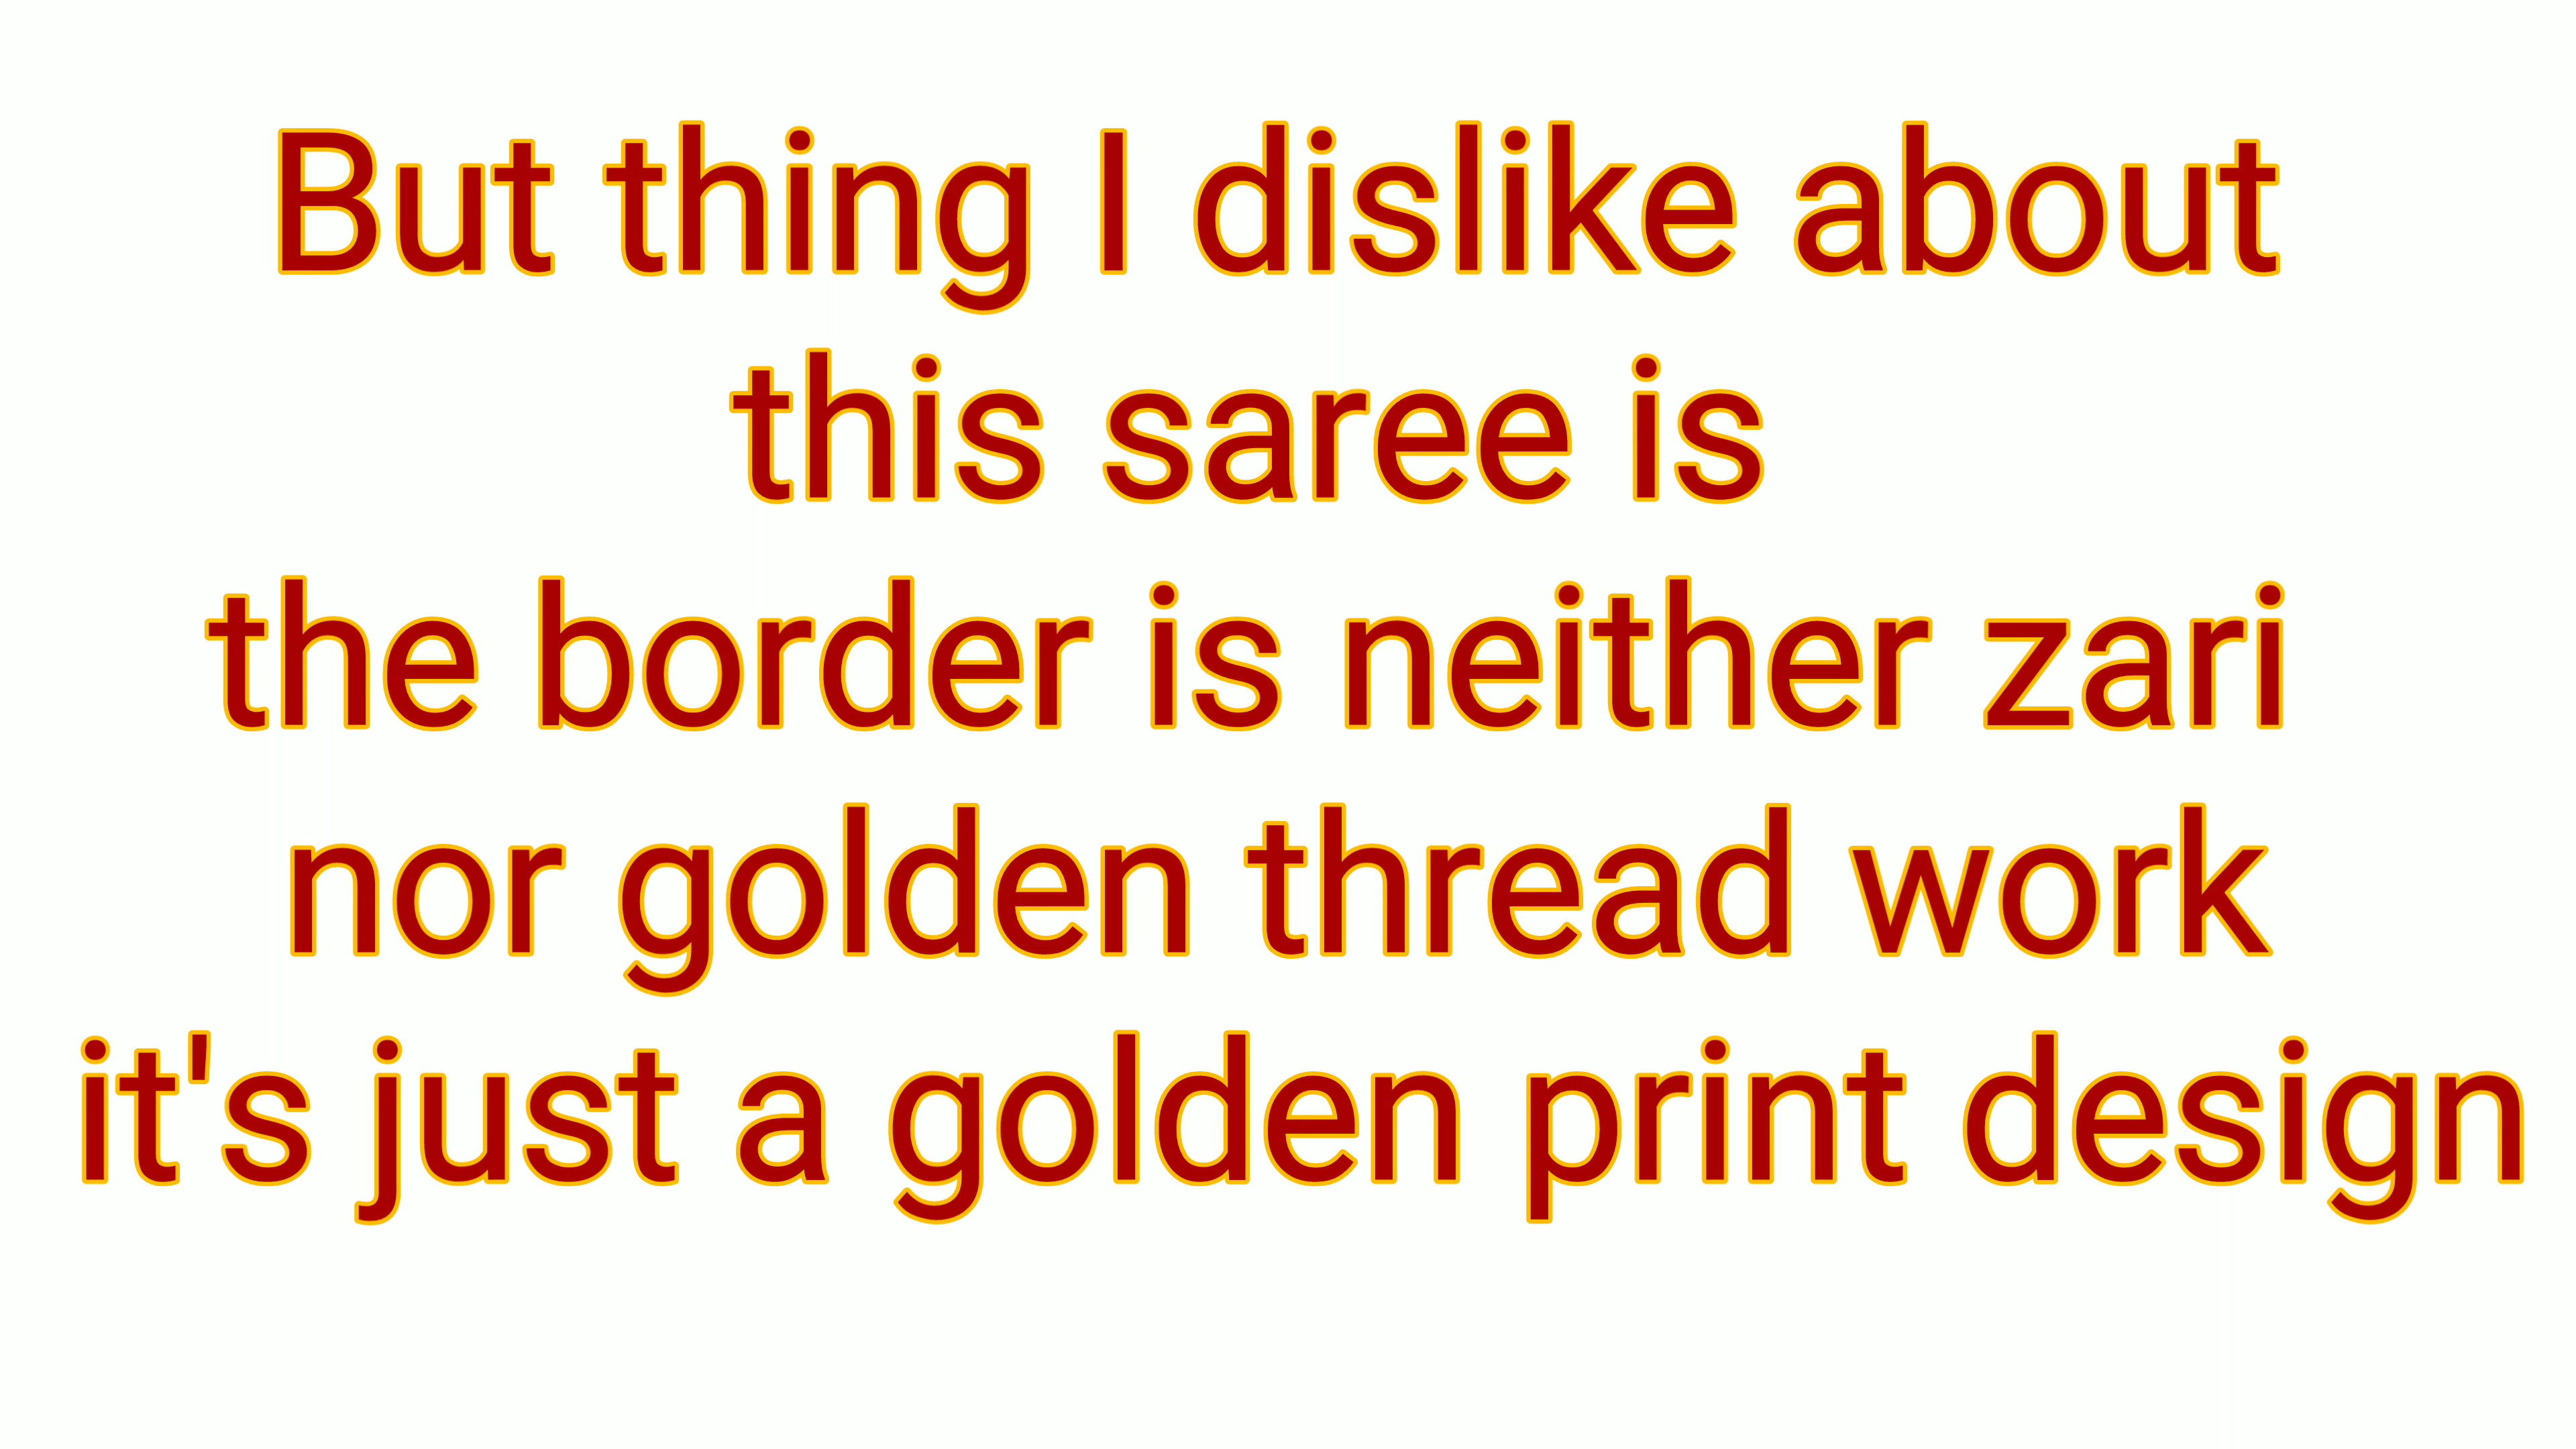 But thing I dislike about
this saree is
the border is neither zari
nor golden thread work
it's just a golden print design